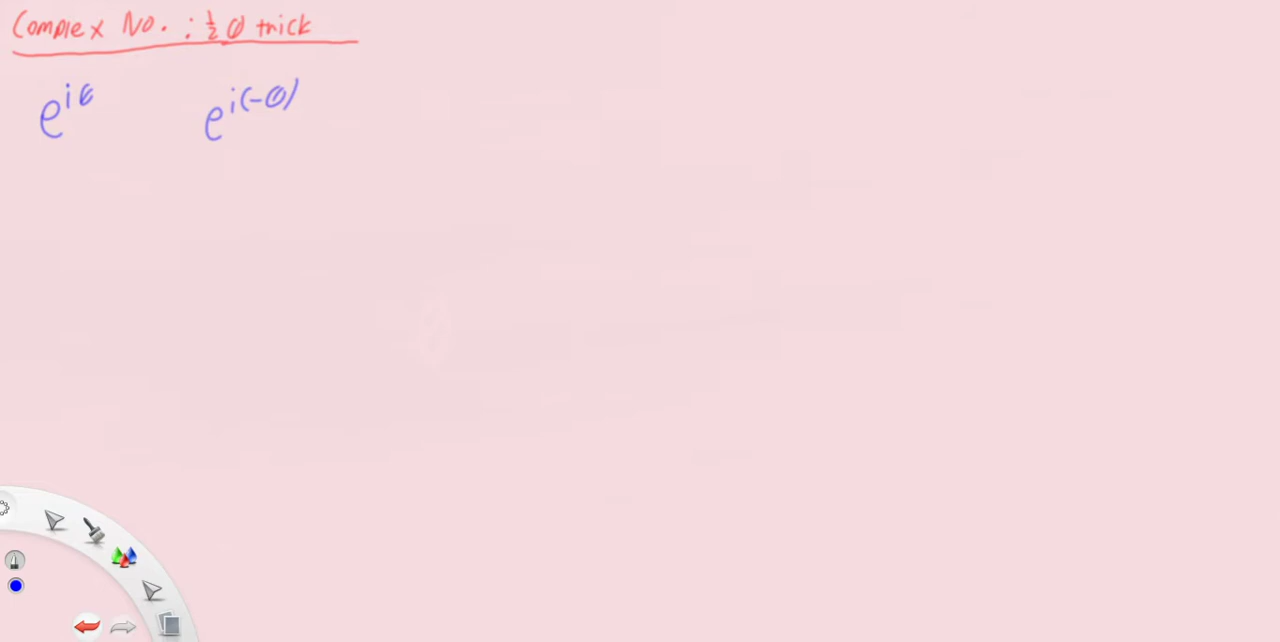 Complex No. : ½ θ trick
e^{iθ} e^{i(-θ)}